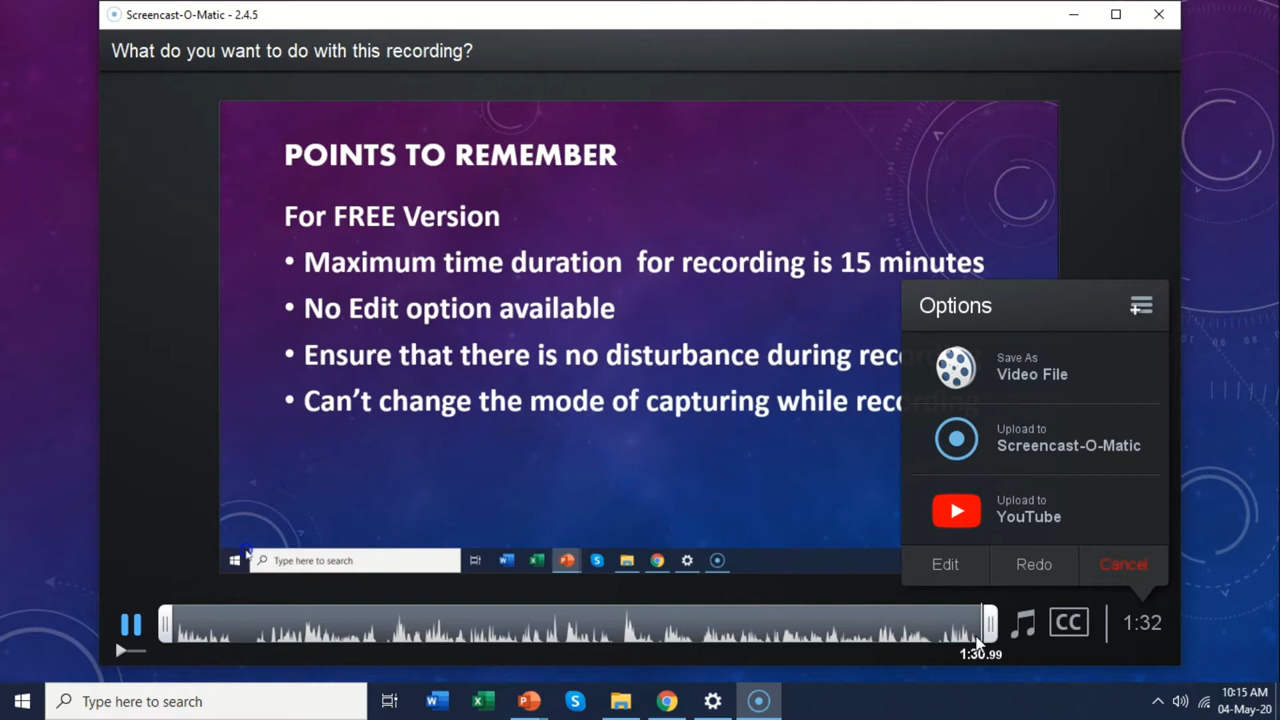 Screencast-O-Matic - 2.4.5
What do you want to do with this recording?
POINTS TO REMEMBER
For FREE Version
• Maximum time duration for recording is 15 minutes
• No Edit option available
• Ensure that there is no disturbance during recording
• Can't change the mode of capturing while recording
Options
Save As
Video File
Upload to
Screencast-O-Matic
Upload to
YouTube
Edit Redo Cancel
Type here to search
CC 1:32
1:30.99
Type here to search
10:15 AM
04-May-20